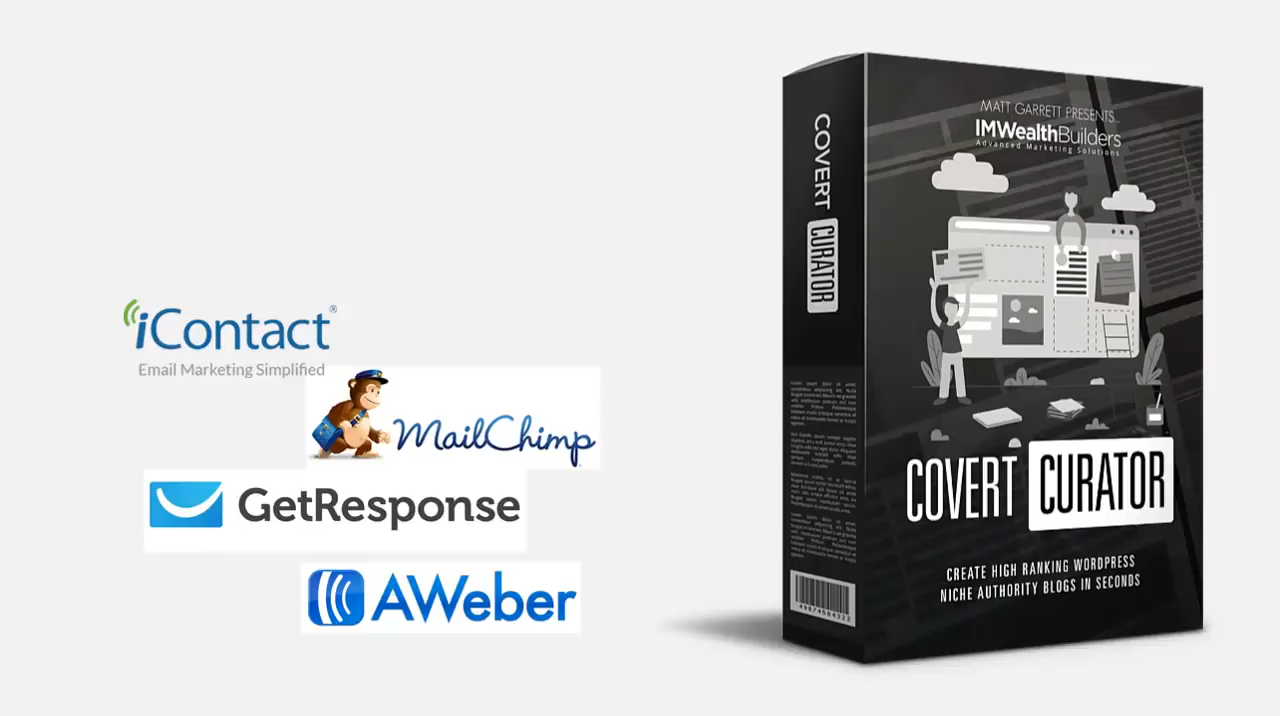 iContact®
Email Marketing Simplified
MailChimp
GetResponse
AWeber
COVERT
CURATOR
MATT GARRETT PRESENTS...
IMWealthBuilders
Advanced Marketing Solutions
COVERT CURATOR
CREATE HIGH RANKING WORDPRESS
NICHE AUTHORITY BLOGS IN SECONDS